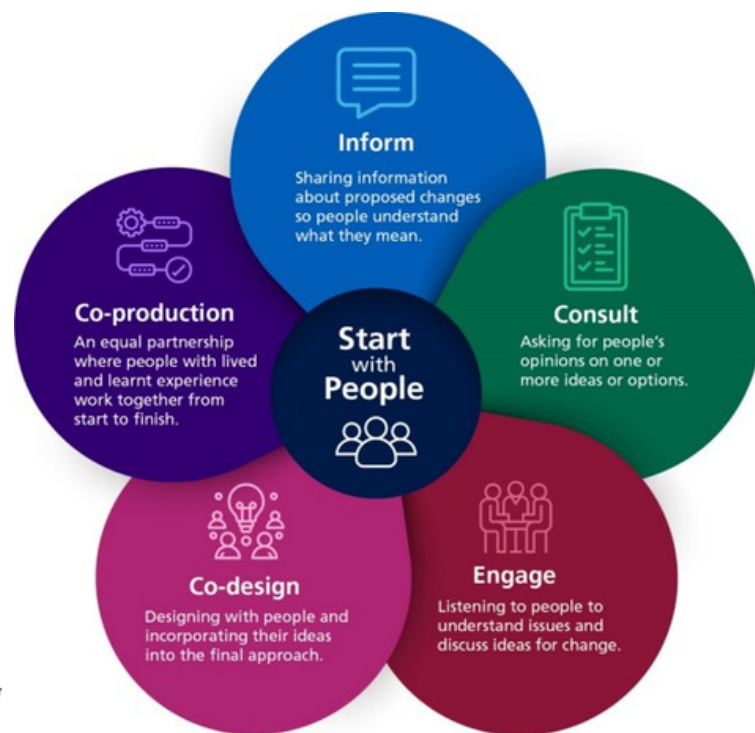 Inform
Sharing information
about proposed changes
so people understand
what they mean.
Consult
Asking for people's
opinions on one or
more ideas or options.
Engage
Listening to people to
understand issues and
discuss ideas for change.
Co-design
Designing with people and
incorporating their ideas
into the final approach.
Co-production
An equal partnership
where people with lived
and learnt experience
work together from
start to finish.
Start
with
People